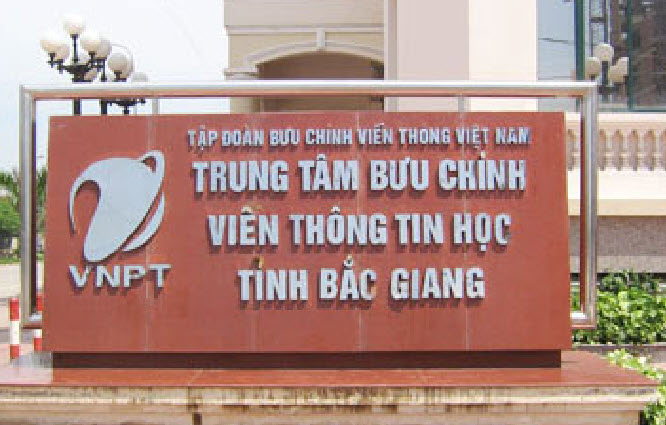 TẬP ĐOÀN BƯU CHÍNH VIỄN THÔNG VIỆT NAM
TRUNG TÂM BƯU CHÍNH
VIỄN THÔNG TIN HỌC
TỈNH BẮC GIANG
VNPT